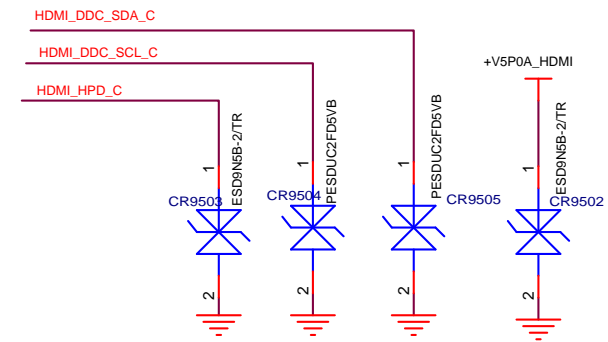 HDMI_DDC_SDA_C
HDMI_DDC_SCL_C
HDMI_HPD_C
+V5P0A_HDMI
1
CR9503
ESD9N5B-2/TR
2
1
CR9504
PESDUC2FD5VB
2
1
CR9505
PESDUC2FD5VB
2
1
CR9502
ESD9N5B-2/TR
2